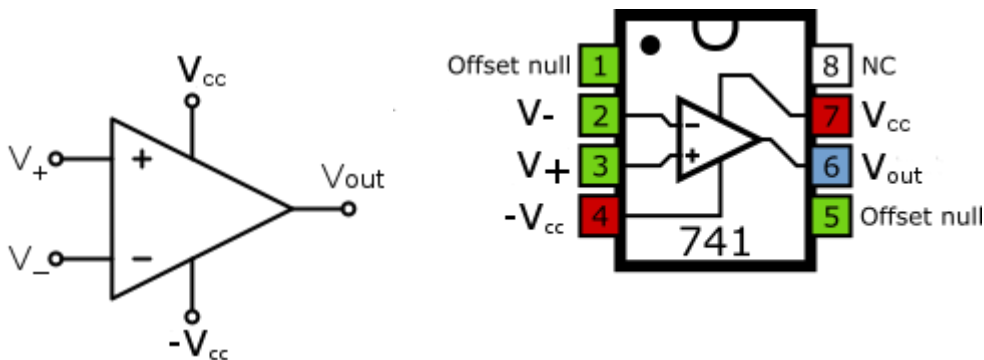 Vcc
V+
+
Vout
V_
−
-Vcc
Offset null 1
8 NC
V- 2
−
7 Vcc
V+ 3
+
6 Vout
-Vcc 4
5 Offset null
741